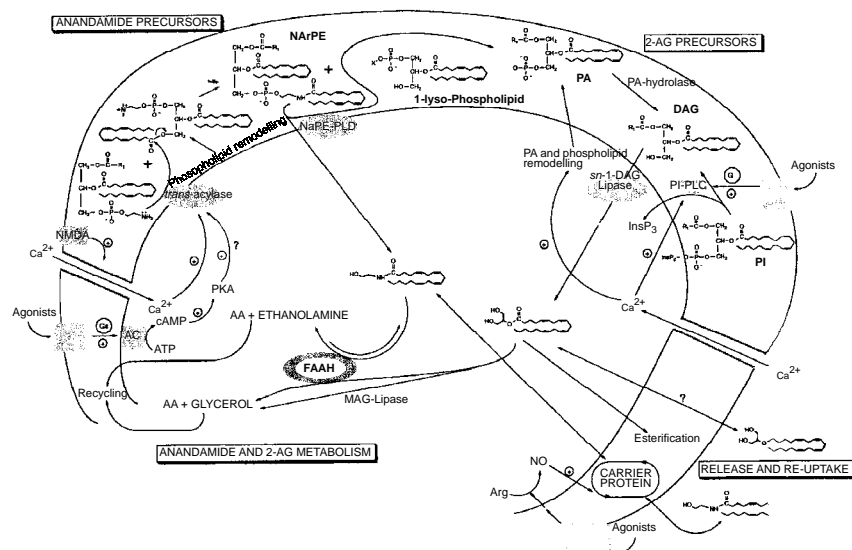 ANANDAMIDE PRECURSORS
NArPE
2-AG PRECURSORS
PA
1-lyso-Phospholipid
PA-hydrolase
DAG
NaPE-PLD
Phosopholipid remodelling
trans-acylase
PA and phospholipid
remodelling
sn-1-DAG
Lipase
PI-PLC
G
Agonists
InsP3
PI
NMDA
Ca2+
Ca2+
?
PKA
cAMP
Agonists
Gs
AC
ATP
AA + ETHANOLAMINE
FAAH
Ca2+
Ca2+
Recycling
AA + GLYCEROL
MAG-Lipase
?
ANANDAMIDE AND 2-AG METABOLISM
Esterification
RELEASE AND RE-UPTAKE
NO
CARRIER
PROTEIN
Arg
Agonists